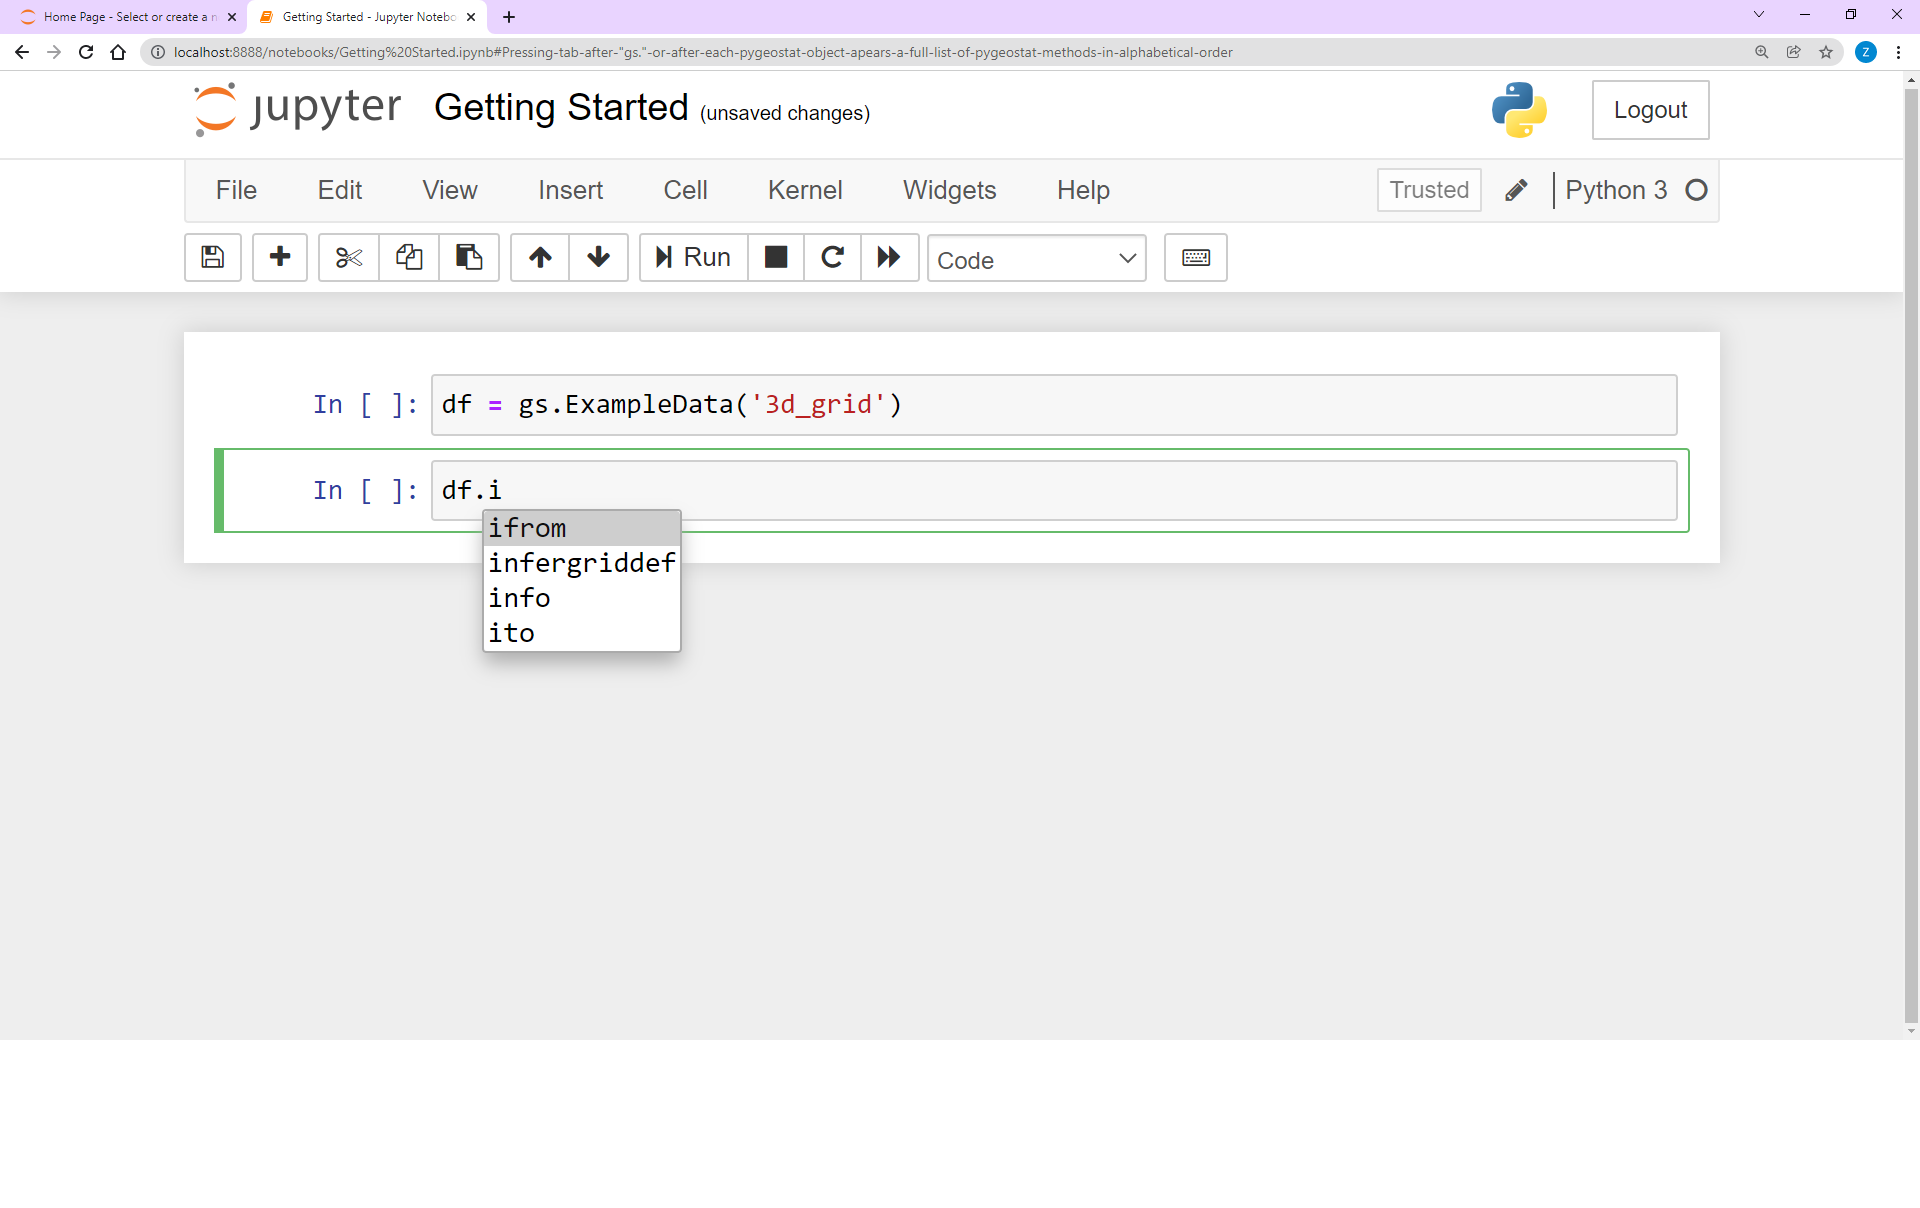 Home Page - Select or create a n
Getting Started - Jupyter Notebo
localhost:8888/notebooks/Getting%20Started.ipynb#Pressing-tab-after-"gs."-or-after-each-pygeostat-object-apears-a-full-list-of-pygeostat-methods-in-alphabetical-order
Z
jupyter Getting Started (unsaved changes)
Logout
File Edit View Insert Cell Kernel Widgets Help
Trusted Python 3
Run Code
In [ ]: df = gs.ExampleData('3d_grid')
In [ ]: df.i
ifrom
infergriddef
info
ito